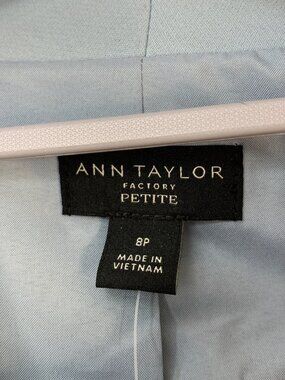 ANN TAYLOR
FACTORY
PETITE
8P
MADE IN
VIETNAM